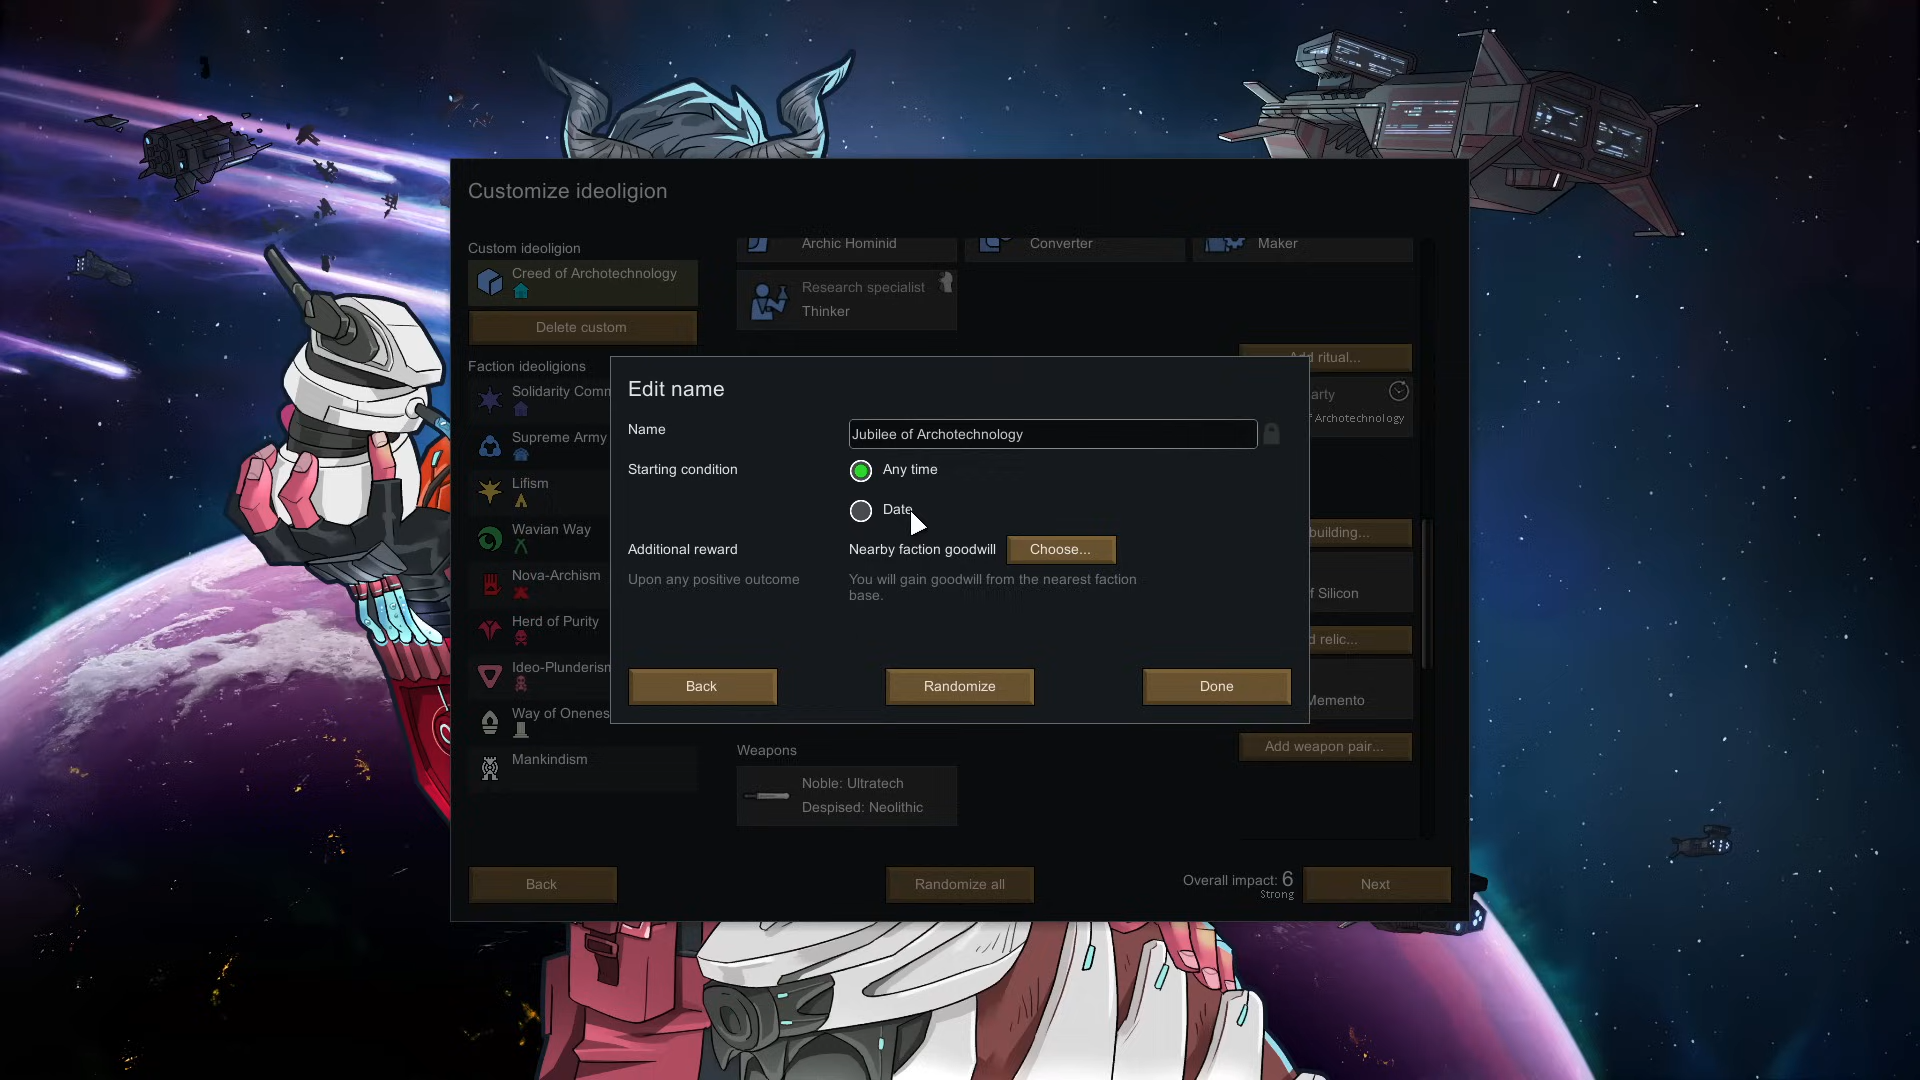 Customize ideoligion
Custom ideoligion
Creed of Archotechnology
Delete custom
Faction ideoligions
Solidarity Comm
Supreme Army
Lifism
Wavian Way
Nova-Archism
Herd of Purity
Ideo-Plunderism
Way of Onenes
Mankindism
Archic Hominid
Converter
Maker
Research specialist
Thinker
Add ritual...
arty
f Archotechnology
building...
f Silicon
d relic...
Memento
Add weapon pair...
Edit name
Name
Jubilee of Archotechnology
Starting condition
Any time
Date
Additional reward
Nearby faction goodwill
Choose...
Upon any positive outcome
You will gain goodwill from the nearest faction
base.
Back
Randomize
Done
Weapons
Noble: Ultratech
Despised: Neolithic
Back
Randomize all
Overall impact: 6
Strong
Next